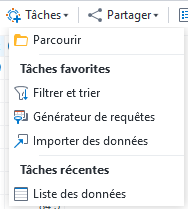 Tâches Partager
Parcourir
Tâches favorites
Filtrer et trier
Générateur de requêtes
Importer des données
Tâches récentes
Liste des données